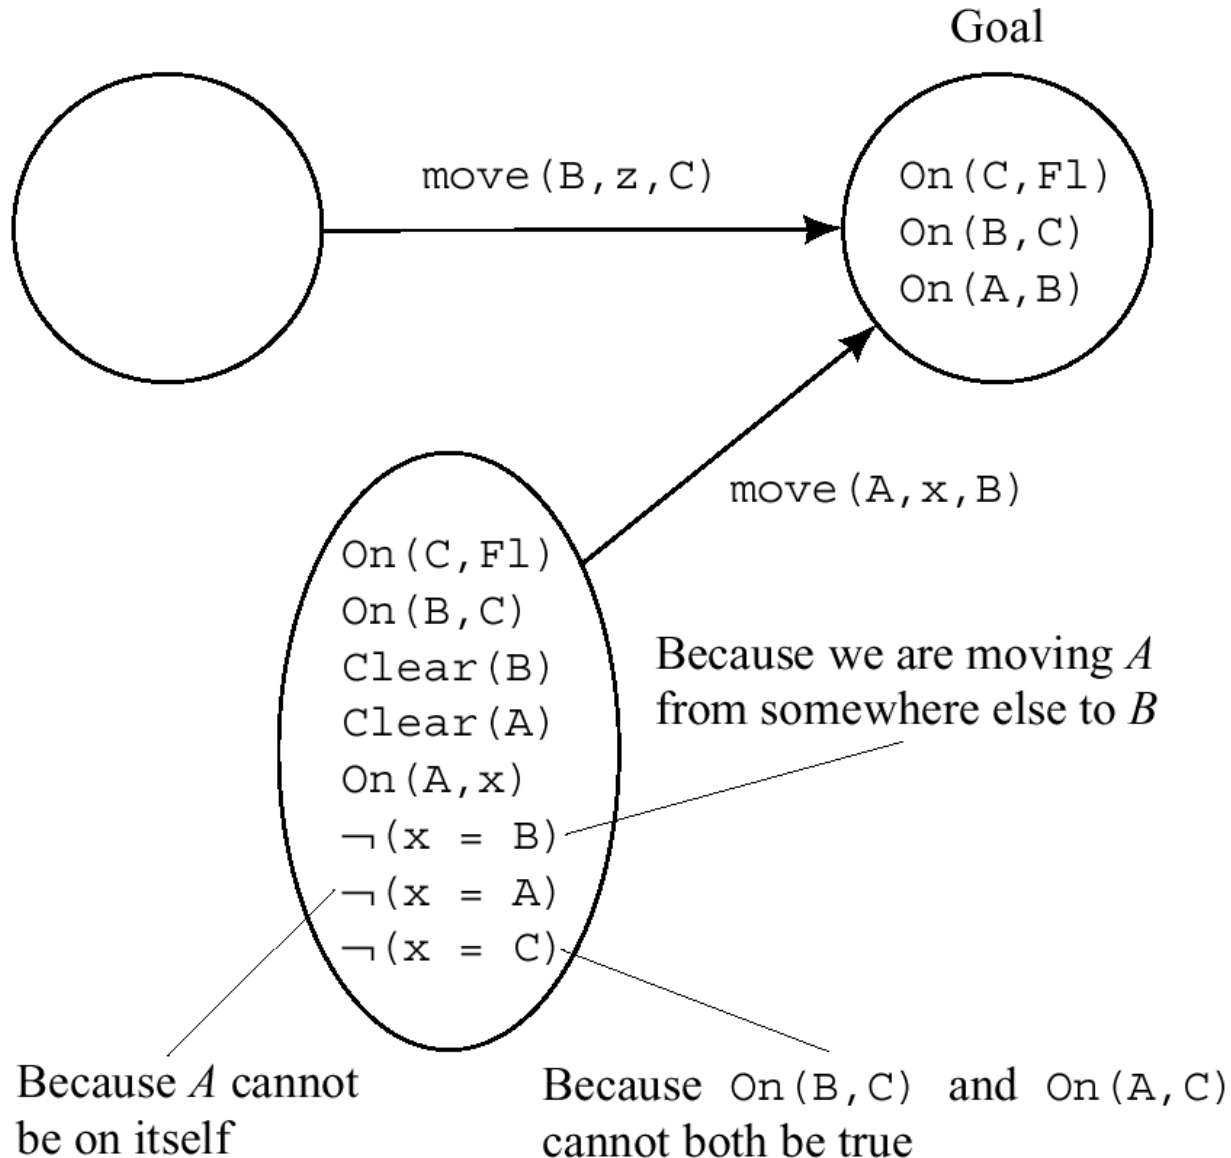 Goal
move(B,z,C)
On(C,Fl)
On(B,C)
On(A,B)
move(A,x,B)
On(C,Fl)
On(B,C)
Clear(B)
Clear(A)
On(A,x)
¬(x = B)
¬(x = A)
¬(x = C)
Because we are moving A
from somewhere else to B
Because A cannot
be on itself
Because On(B,C) and On(A,C)
cannot both be true